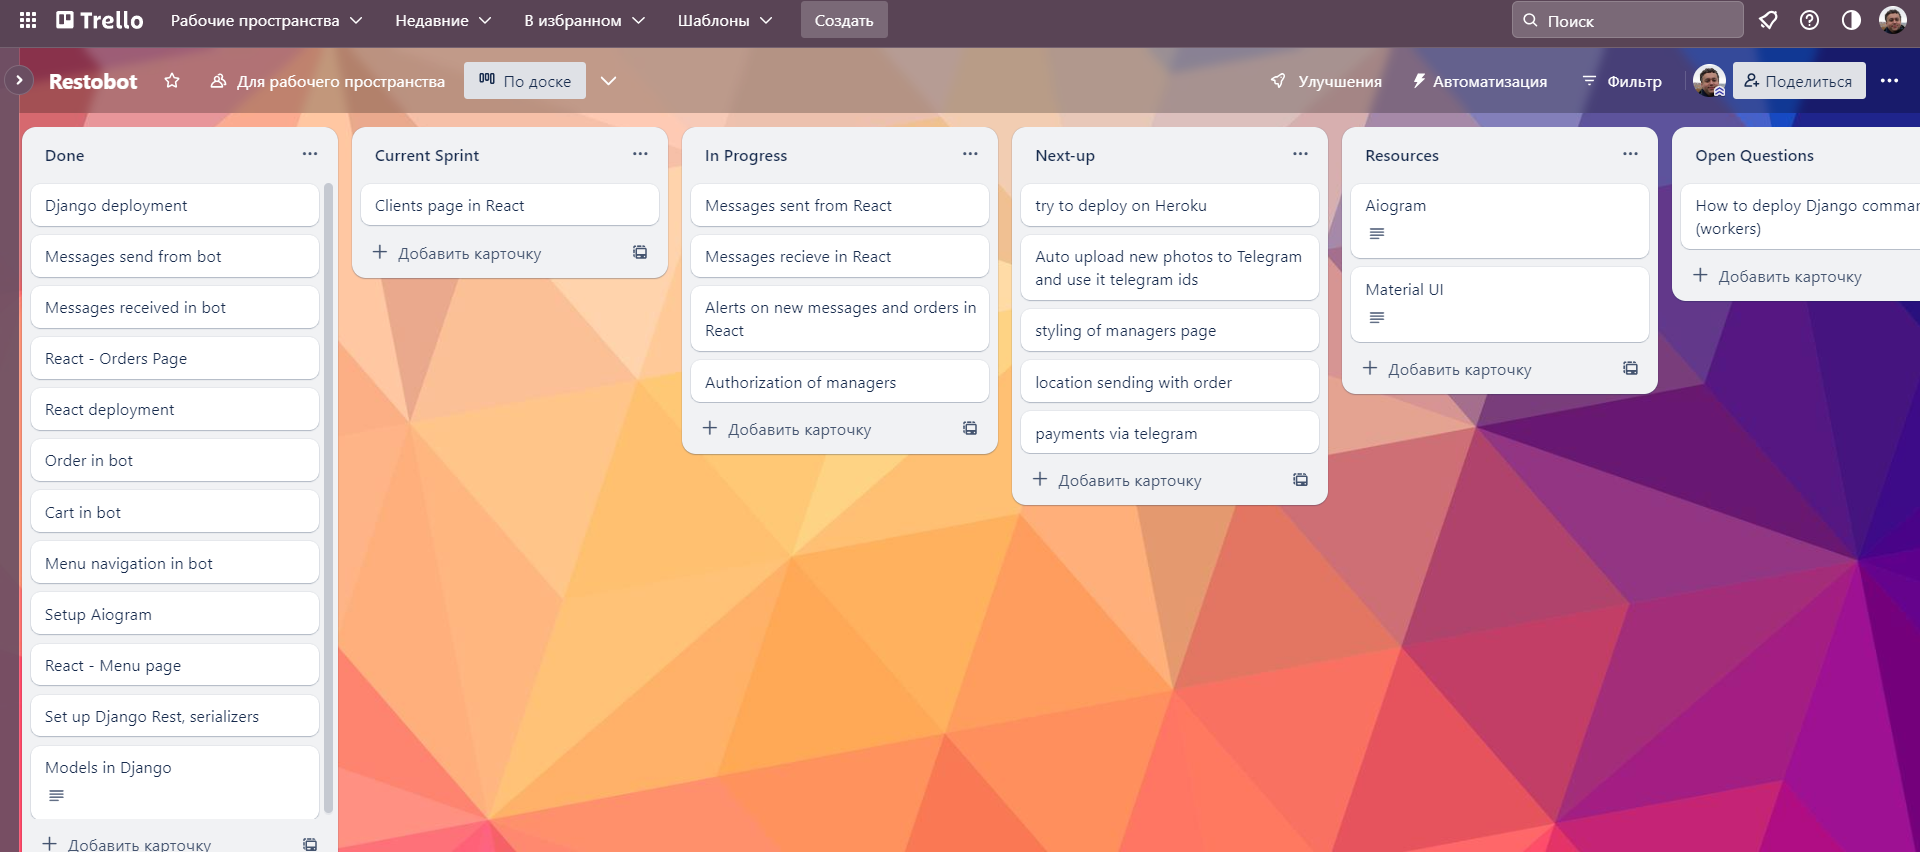 Trello
Рабочие пространства
Недавние
В избранном
Шаблоны
Создать
Поиск
Restobot
Для рабочего пространства
По доске
Улучшения
Автоматизация
Фильтр
Поделиться
Done
Django deployment
Messages send from bot
Messages received in bot
React - Orders Page
React deployment
Order in bot
Cart in bot
Menu navigation in bot
Setup Aiogram
React - Menu page
Set up Django Rest, serializers
Models in Django
Добавить карточку
Current Sprint
Clients page in React
Добавить карточку
In Progress
Messages sent from React
Messages recieve in React
Alerts on new messages and orders in
React
Authorization of managers
Добавить карточку
Next-up
try to deploy on Heroku
Auto upload new photos to Telegram
and use it telegram ids
styling of managers page
location sending with order
payments via telegram
Добавить карточку
Resources
Aiogram
Material UI
Добавить карточку
Open Questions
How to deploy Django
(workers)
Добавить карточку